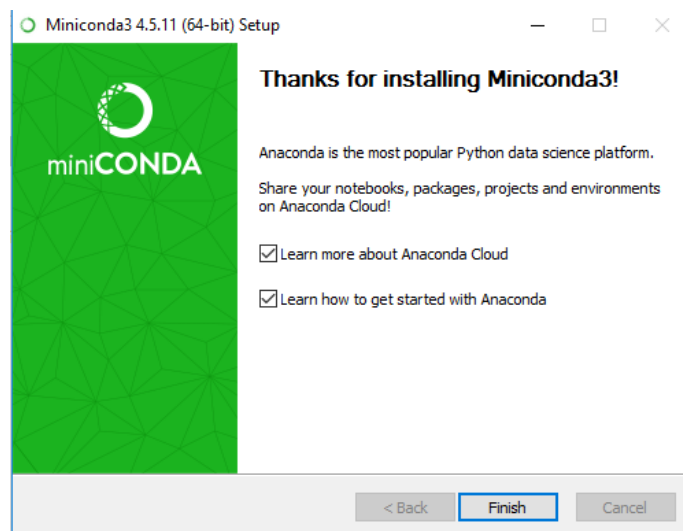 Miniconda3 4.5.11 (64-bit) Setup
Thanks for installing Miniconda3!
miniCONDA
Anaconda is the most popular Python data science platform.
Share your notebooks, packages, projects and environments
on Anaconda Cloud!
Learn more about Anaconda Cloud
Learn how to get started with Anaconda
< Back Finish Cancel